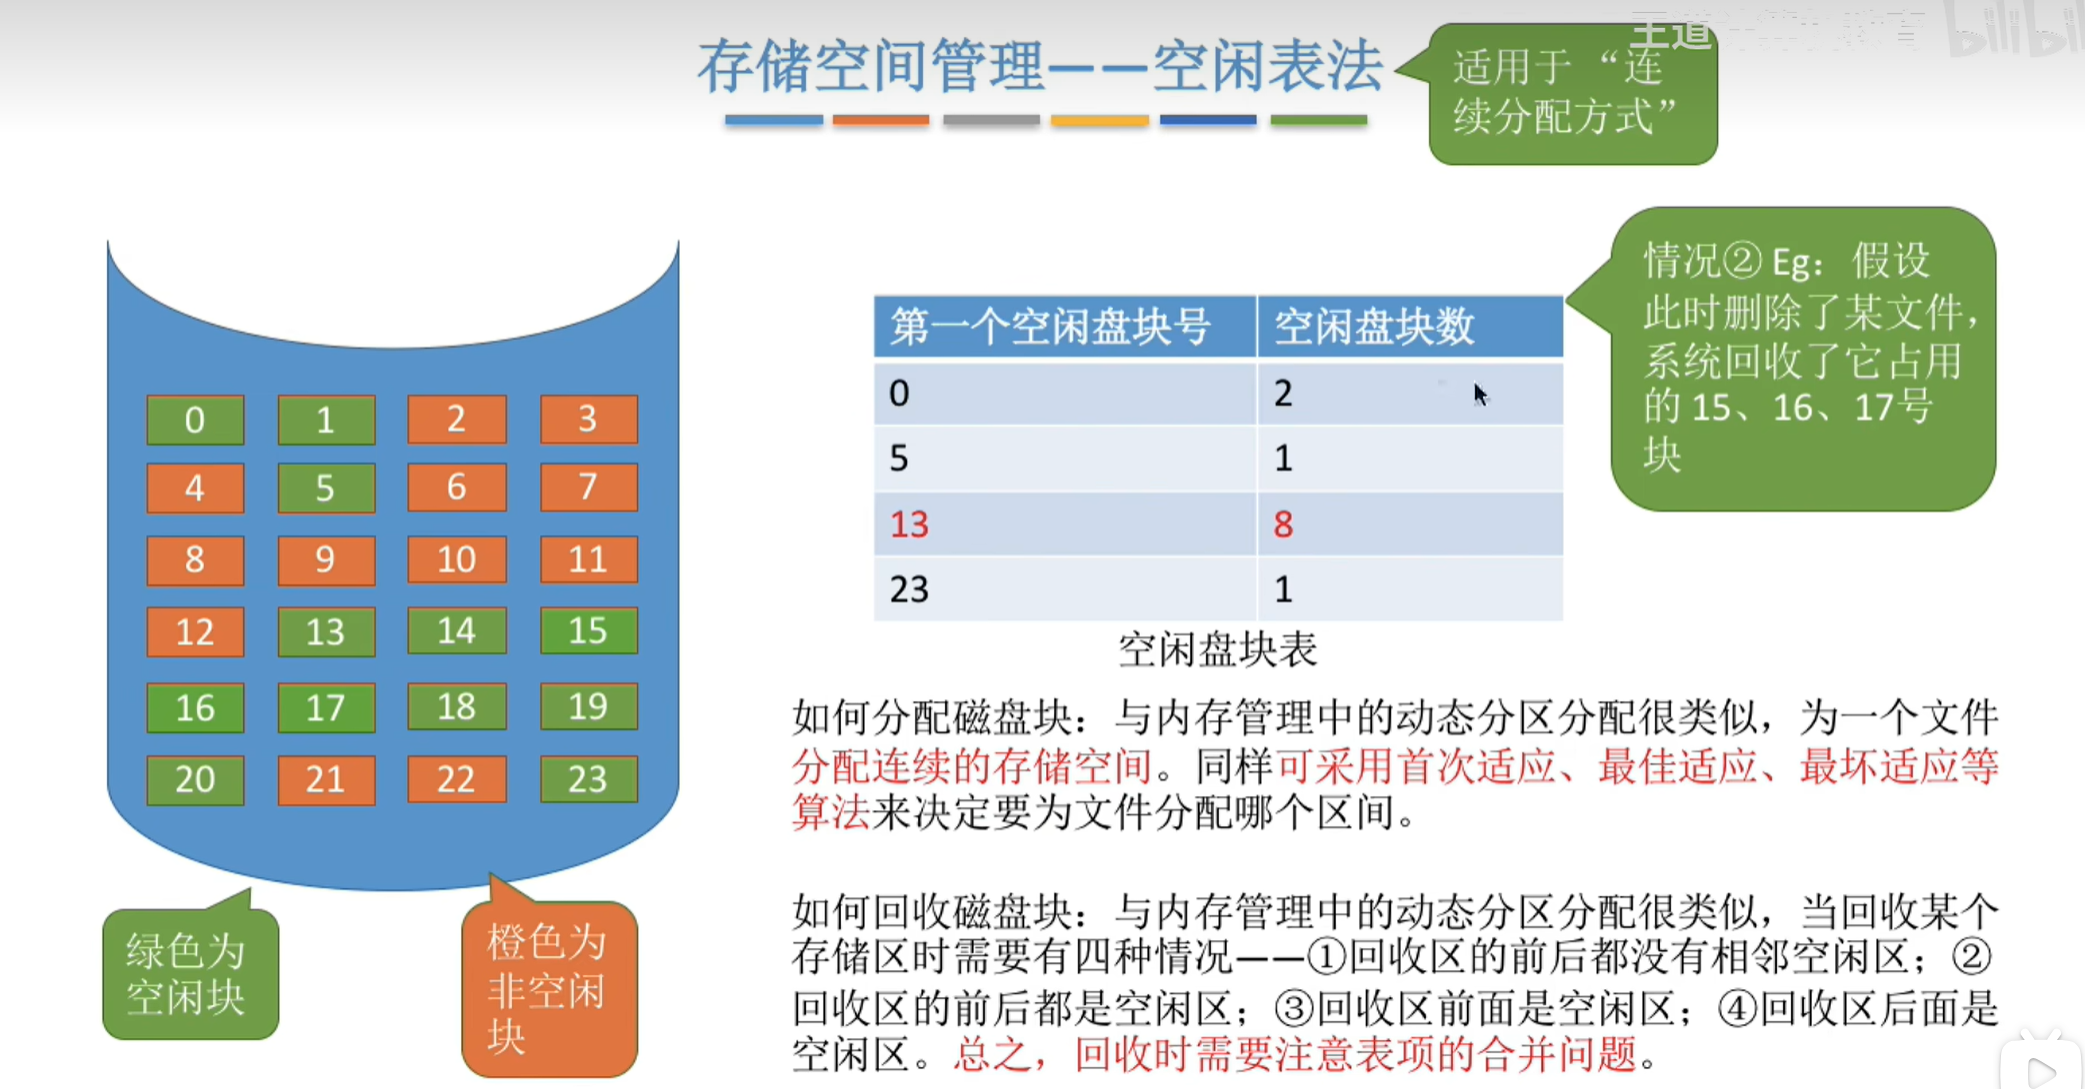 王道计算机教育
bilibili
存储空间管理——空闲表法
适用于“连
续分配方式”
情况② Eg：假设
此时删除了某文件，
系统回收了它占用
的 15、16、17号
块
第一个空闲盘块号 空闲盘块数
0 2
5 1
13 8
23 1
空闲盘块表
0 1 2 3
4 5 6 7
8 9 10 11
12 13 14 15
16 17 18 19
20 21 22 23
绿色为
空闲块
橙色为
非空闲
块
如何分配磁盘块：与内存管理中的动态分区分配很类似，为一个文件
分配连续的存储空间。同样可采用首次适应、最佳适应、最坏适应等
算法来决定要为文件分配哪个区间。
如何回收磁盘块：与内存管理中的动态分区分配很类似，当回收某个
存储区时需要有四种情况——①回收区的前后都没有相邻空闲区；②
回收区的前后都是空闲区；③回收区前面是空闲区；④回收区后面是
空闲区。总之，回收时需要注意表项的合并问题。